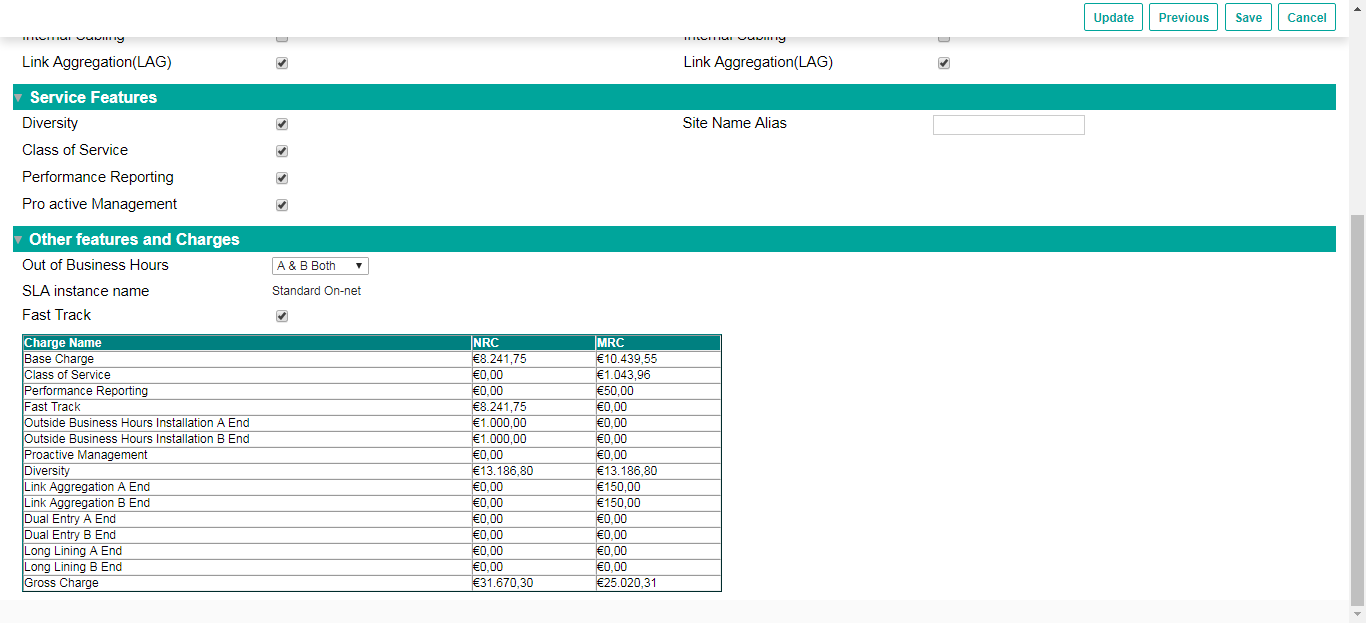 Update Previous Save Cancel
Internal Cabling Internal Cabling
Link Aggregation(LAG) Link Aggregation(LAG)
Service Features
Diversity Site Name Alias
Class of Service
Performance Reporting
Pro active Management
Other features and Charges
Out of Business Hours A & B Both
SLA instance name Standard On-net
Fast Track
Charge Name NRC MRC
Base Charge €8.241,75 €10.439,55
Class of Service €0,00 €1.043,96
Performance Reporting €0,00 €50,00
Fast Track €8.241,75 €0,00
Outside Business Hours Installation A End €1.000,00 €0,00
Outside Business Hours Installation B End €1.000,00 €0,00
Proactive Management €0,00 €0,00
Diversity €13.186,80 €13.186,80
Link Aggregation A End €0,00 €150,00
Link Aggregation B End €0,00 €150,00
Dual Entry A End €0,00 €0,00
Dual Entry B End €0,00 €0,00
Long Lining A End €0,00 €0,00
Long Lining B End €0,00 €0,00
Gross Charge €31.670,30 €25.020,31